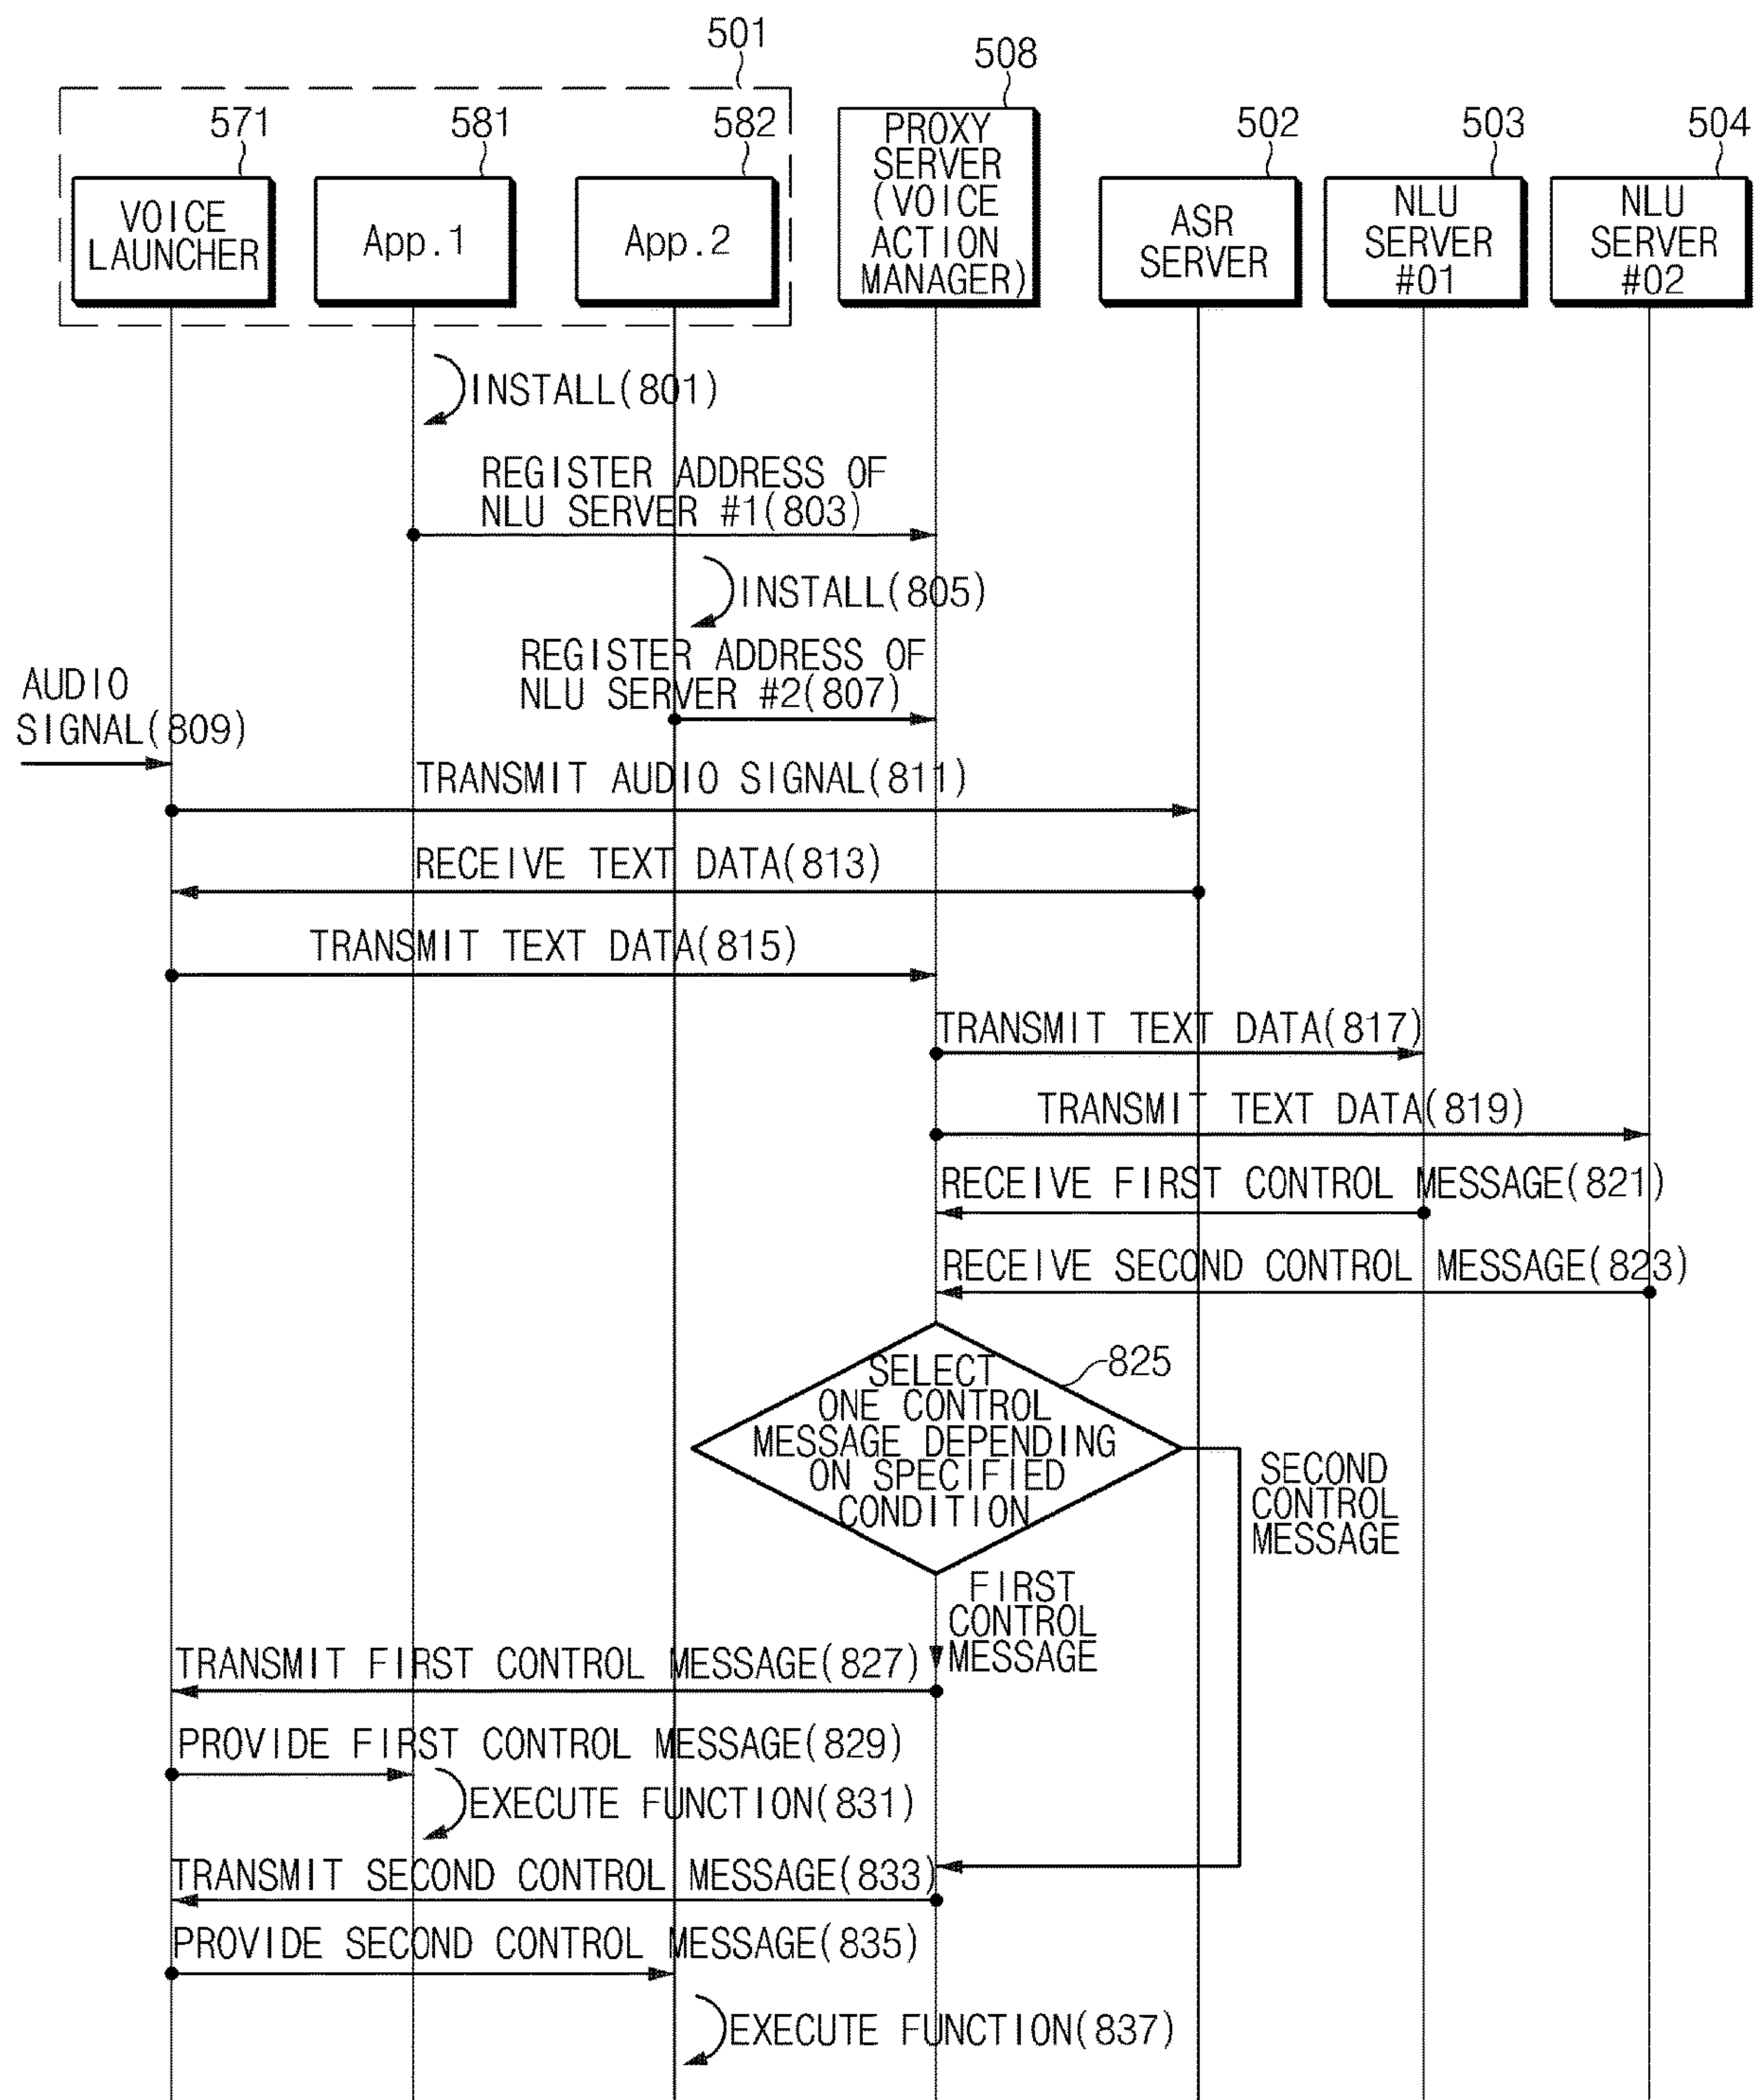 501
508
571
581
582
502
503
504
VOICE
LAUNCHER
App.1
App.2
PROXY
SERVER
(VOICE
ACTION
MANAGER)
ASR
SERVER
NLU
SERVER
#01
NLU
SERVER
#02
INSTALL(801)
REGISTER ADDRESS OF
NLU SERVER #1(803)
INSTALL(805)
REGISTER ADDRESS OF
NLU SERVER #2(807)
AUDIO
SIGNAL(809)
TRANSMIT AUDIO SIGNAL(811)
RECEIVE TEXT DATA(813)
TRANSMIT TEXT DATA(815)
TRANSMIT TEXT DATA(817)
TRANSMIT TEXT DATA(819)
RECEIVE FIRST CONTROL MESSAGE(821)
RECEIVE SECOND CONTROL MESSAGE(823)
825
SELECT
ONE CONTROL
MESSAGE DEPENDING
ON SPECIFIED
CONDITION
SECOND
CONTROL
MESSAGE
FIRST
CONTROL
MESSAGE
TRANSMIT FIRST CONTROL MESSAGE(827)
PROVIDE FIRST CONTROL MESSAGE(829)
EXECUTE FUNCTION(831)
TRANSMIT SECOND CONTROL MESSAGE(833)
PROVIDE SECOND CONTROL MESSAGE(835)
EXECUTE FUNCTION(837)